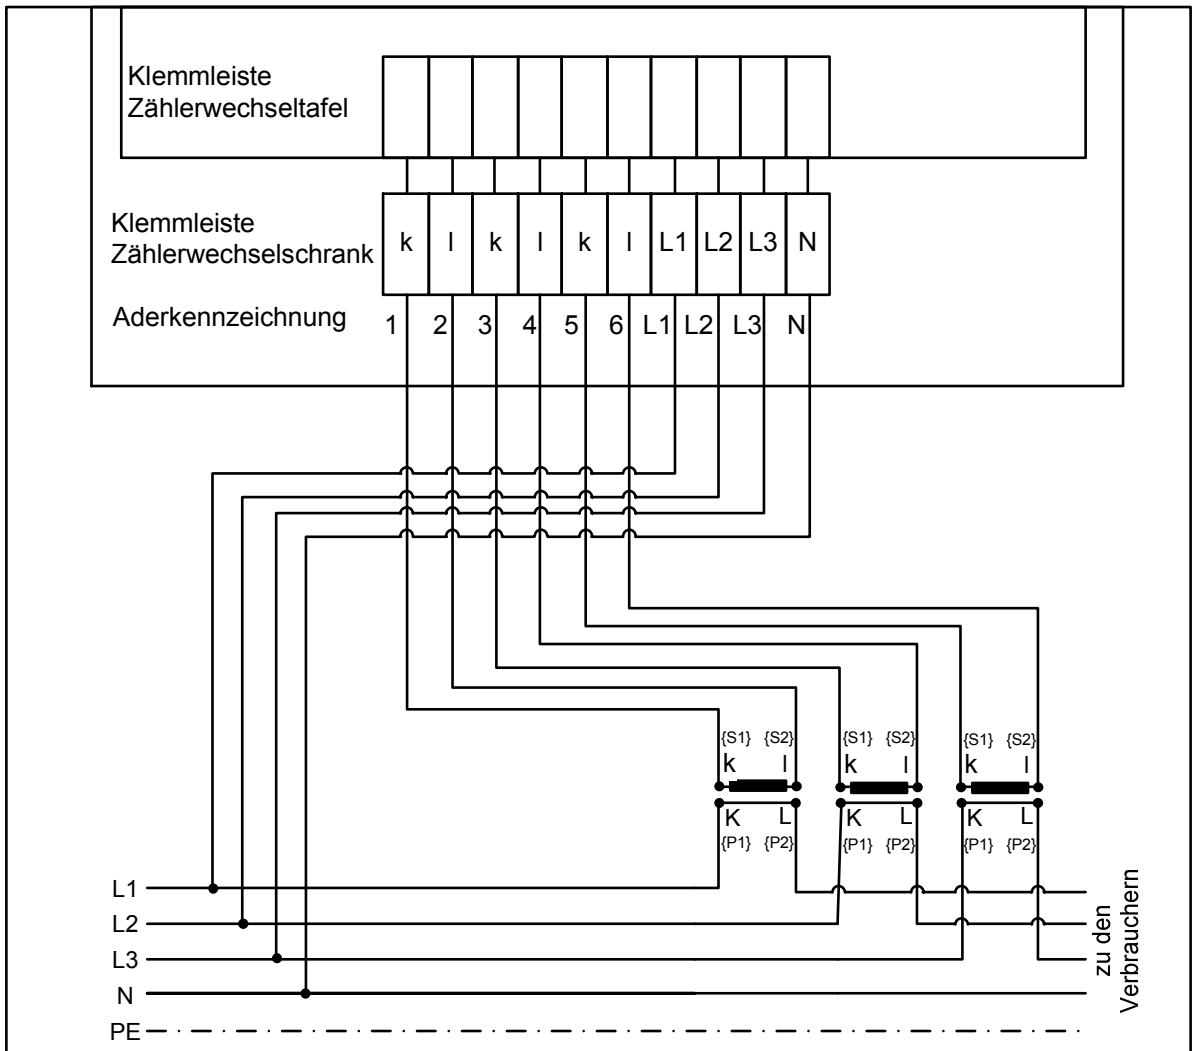 Klemmleiste
Zählerwechseltafel
Klemmleiste
Zählerwechselschrank
k l k l k l L1 L2 L3 N
Aderkennzeichnung
1 2 3 4 5 6 L1 L2 L3 N
{S1} {S2} {S1} {S2} {S1} {S2}
k l k l k l
K L K L K L
{P1} {P2} {P1} {P2} {P1} {P2}
L1
L2
L3
N
PE
zu den
Verbrauchern